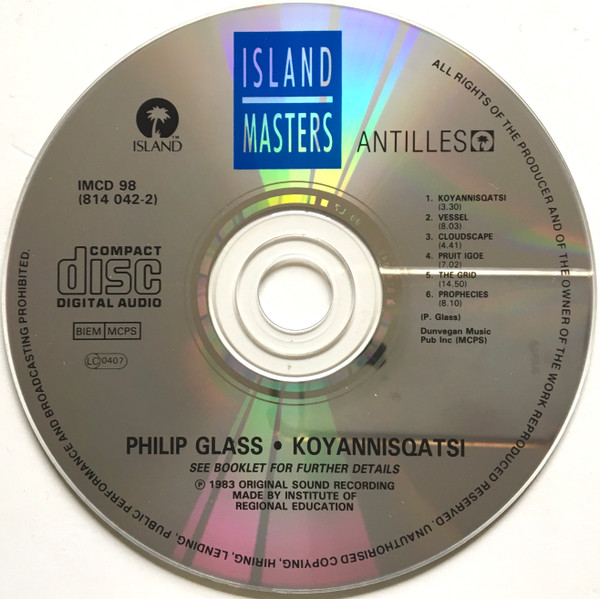 ISLAND
MASTERS
ISLAND™
ANTILLES
IMCD 98
(814 042-2)
COMPACT
disc
DIGITAL AUDIO
BIEM MCPS
LC 0407
1. KOYANNISQATSI
(3.30)
2. VESSEL
(8.03)
3. CLOUDSCAPE
(4.41)
4. PRUIT IGOE
(7.02)
5. THE GRID
(14.50)
6. PROPHECIES
(8.10)
(P. Glass)
Dunvegan Music
Pub Inc (MCPS)
PHILIP GLASS • KOYANNISQATSI
SEE BOOKLET FOR FURTHER DETAILS
℗ 1983 ORIGINAL SOUND RECORDING
MADE BY INSTITUTE OF
REGIONAL EDUCATION
ALL RIGHTS OF THE PRODUCER AND OF THE OWNER OF THE WORK REPRODUCED RESERVED. UNAUTHORISED COPYING, HIRING, LENDING, PUBLIC PERFORMANCE AND BROADCASTING PROHIBITED.